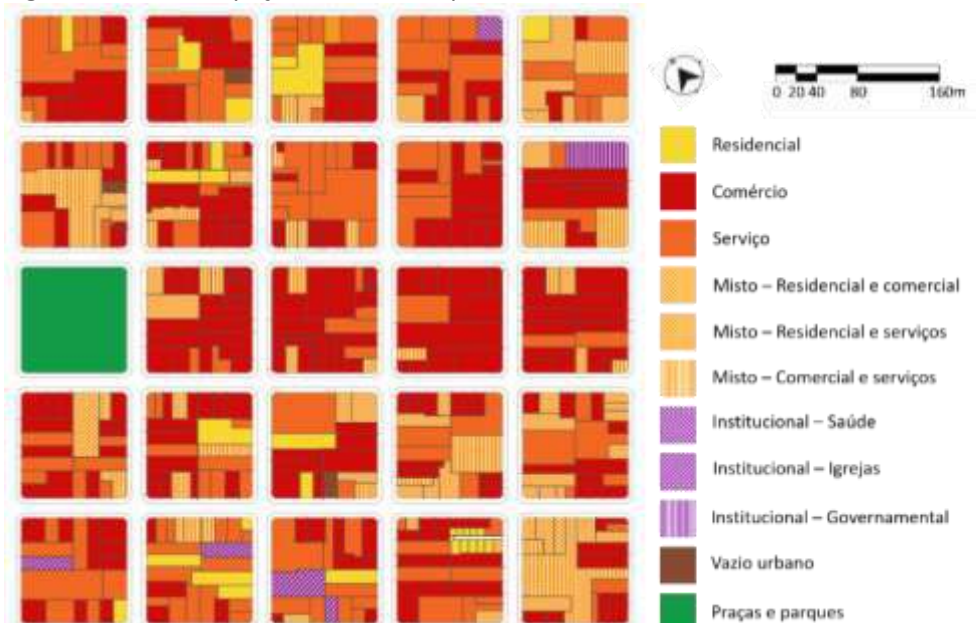 0 20 40 80 160m
Residencial
Comércio
Serviço
Misto – Residencial e comercial
Misto – Residencial e serviços
Misto – Comercial e serviços
Institucional – Saúde
Institucional – Igrejas
Institucional – Governamental
Vazio urbano
Praças e parques